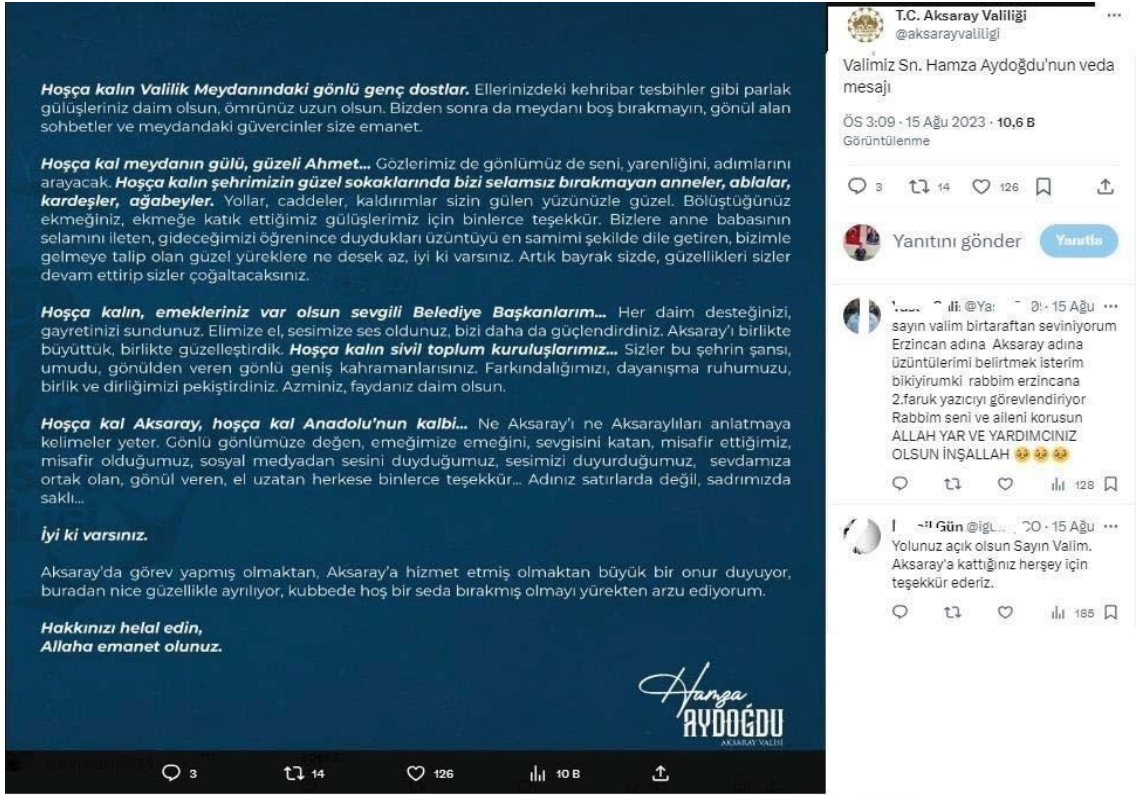 Hoşça kalın Valilik Meydanındaki gönlü genç dostlar. Ellerinizdeki kehribar tesbihler gibi parlak
gülüşleriniz daim olsun, ömrünüz uzun olsun. Bizden sonra da meydanı boş bırakmayın, gönül alan
sohbetler ve meydandaki güvercinler size emanet.
Hoşça kal meydanın gülü, güzeli Ahmet... Gözlerimiz de gönlümüz de seni, yarenliğini, adımlarını
arayacak. Hoşça kalın şehrimizin güzel sokaklarında bizi selamsız bırakmayan anneler, ablalar,
kardeşler, ağabeyler. Yollar, caddeler, kaldırımlar sizin gülen yüzünüzle güzel. Bölüştüğünüz
ekmeğiniz, ekmeğe katık ettiğimiz gülüşlerimiz için binlerce teşekkür. Bizlere anne babasının
selamını ileten, gideceğimizi öğrenince duydukları üzüntüyü en samimi şekilde dile getiren, bizimle
gelmeye talip olan güzel yüreklere ne desek az, iyi ki varsınız. Artık bayrak sizde, güzellikleri sizler
devam ettirip sizler çoğaltacaksınız.
Hoşça kalın, emekleriniz var olsun sevgili Belediye Başkanlarım... Her daim desteğinizi,
gayretinizi sundunuz. Elimize el, sesimize ses oldunuz, bizi daha da güçlendirdiniz. Aksaray'ı birlikte
büyüttük, birlikte güzelleştirdik. Hoşça kalın sivil toplum kuruluşlarımız... Sizler bu şehrin şansı,
umudu, gönülden veren gönlü geniş kahramanlarısınız. Farkındalığımızı, dayanışma ruhumuzu,
birlik ve dirliğimizi pekiştirdiniz. Azminiz, faydanız daim olsun.
Hoşça kal Aksaray, hoşça kal Anadolu'nun kalbi... Ne Aksaray'ı ne Aksaraylıları anlatmaya
kelimeler yeter. Gönlü gönlümüze değen, emeğimize emeğini, sevgisini katan, misafir ettiğimiz,
misafir olduğumuz, sosyal medyadan sesini duyduğumuz, sesimizi duyurduğumuz, sevdamıza
ortak olan, gönül veren, el uzatan herkese binlerce teşekkür... Adınız satırlarda değil, sadrımızda
saklı...
İyi ki varsınız.
Aksaray'da görev yapmış olmaktan, Aksaray'a hizmet etmiş olmaktan büyük bir onur duyuyor,
buradan nice güzellikle ayrılıyor, kubbede hoş bir seda bırakmış olmayı yürekten arzu ediyorum.
Hakkınızı helal edin,
Allaha emanet olunuz.
Hamza
AYDOĞDU
AKSARAY VALİSİ
3 14 126 10 B
T.C. Aksaray Valiliği
@aksarayvaliligi
Valimiz Sn. Hamza Aydoğdu'nun veda
mesajı
ÖS 3:09 · 15 Ağu 2023 · 10,6 B
Görüntülenme
3 14 126
Yanıtını gönder Yanıtla
15 Ağu
sayın valim birtaraftan seviniyorum
Erzincan adına Aksaray adına
üzüntülerimi belirtmek isterim
bikiyirumki rabbim erzincana
2.faruk yazıcıyı görevlendiriyor
Rabbim seni ve aileni korusun
ALLAH YAR VE YARDIMCINIZ
OLSUN İNŞALLAH 🥺🥺🥺
128
Gün 15 Ağu
Yolunuz açık olsun Sayın Valim.
Aksaray'a kattığınız herşey için
teşekkür ederiz.
185